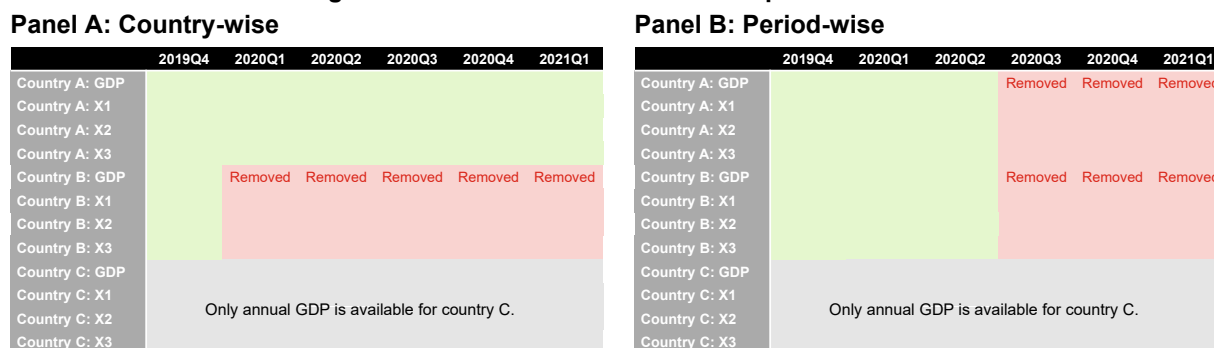 Panel A: Country-wise
2019Q4 2020Q1 2020Q2 2020Q3 2020Q4 2021Q1
Country A: GDP
Country A: X1
Country A: X2
Country A: X3
Country B: GDP Removed Removed Removed Removed Removed
Country B: X1
Country B: X2
Country B: X3
Country C: GDP
Country C: X1
Only annual GDP is available for country C.
Country C: X2
Country C: X3
Panel B: Period-wise
2019Q4 2020Q1 2020Q2 2020Q3 2020Q4 2021Q1
Country A: GDP Removed Removed Removed
Country A: X1
Country A: X2
Country A: X3
Country B: GDP Removed Removed Removed
Country B: X1
Country B: X2
Country B: X3
Country C: GDP
Country C: X1
Only annual GDP is available for country C.
Country C: X2
Country C: X3